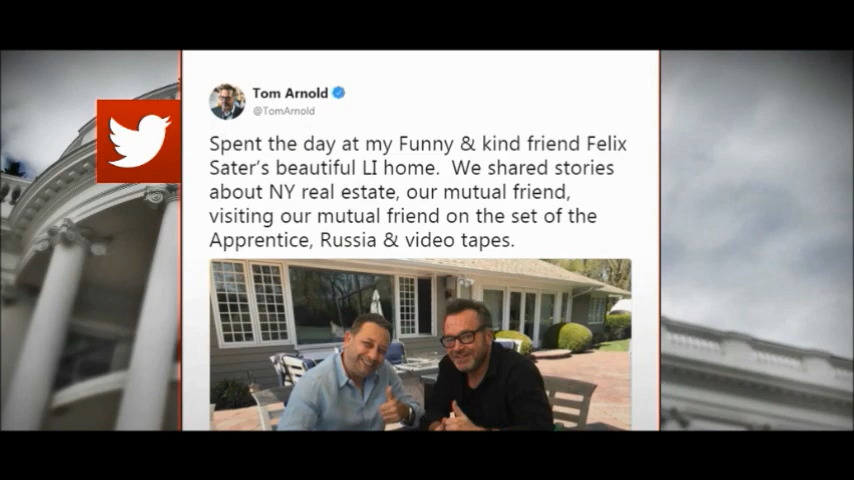 Tom Arnold
@TomArnold
Spent the day at my Funny & kind friend Felix
Sater's beautiful LI home. We shared stories
about NY real estate, our mutual friend,
visiting our mutual friend on the set of the
Apprentice, Russia & video tapes.